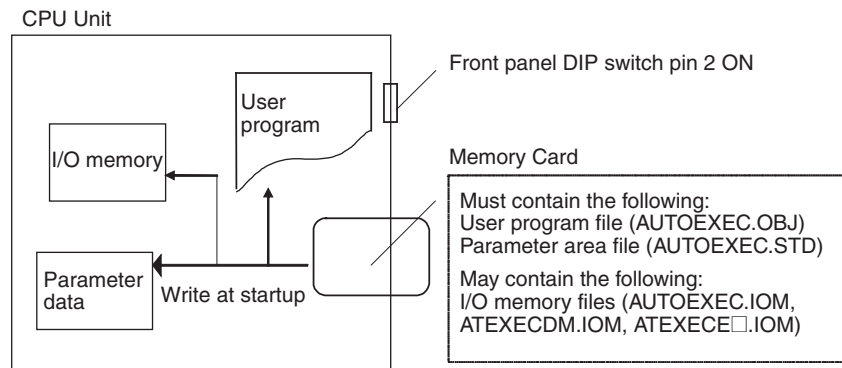 CPU Unit
Front panel DIP switch pin 2 ON
User
program
I/O memory
Memory Card
Must contain the following:
User program file (AUTOEXEC.OBJ)
Parameter area file (AUTOEXEC.STD)
May contain the following:
I/O memory files (AUTOEXEC.IOM,
ATEXECDM.IOM, ATEXECE□.IOM)
Parameter
data
Write at startup